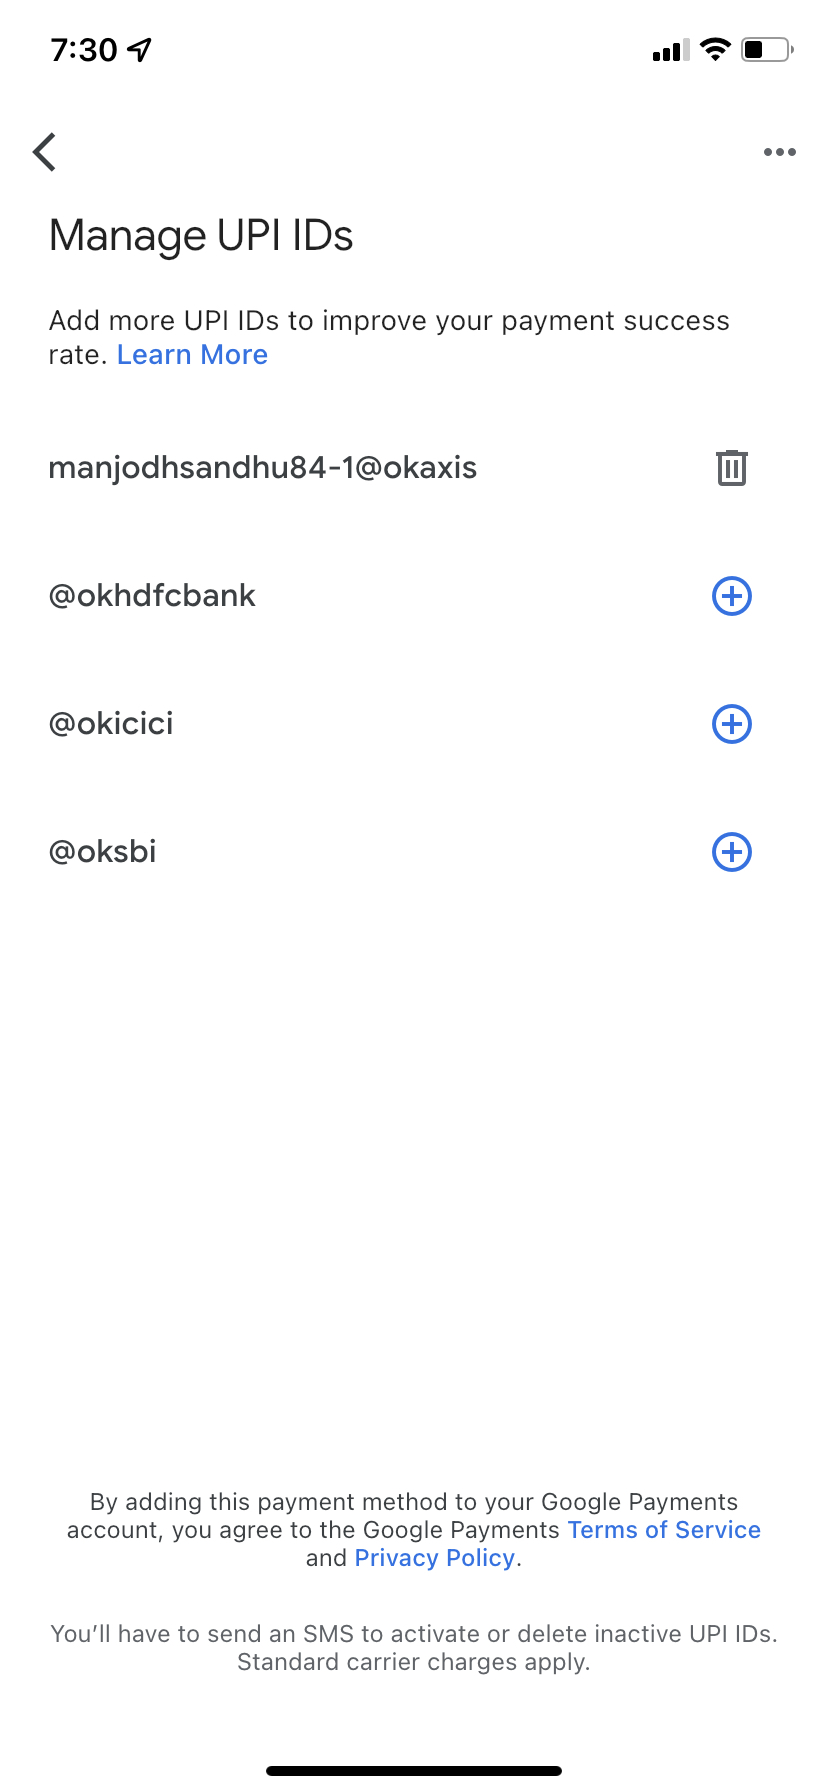 7:30
Manage UPI IDs
Add more UPI IDs to improve your payment success
rate. Learn More
manjodhsandhu84-1@okaxis
@okhdfcbank
@okicici
@oksbi
By adding this payment method to your Google Payments
account, you agree to the Google Payments Terms of Service
and Privacy Policy.
You’ll have to send an SMS to activate or delete inactive UPI IDs.
Standard carrier charges apply.